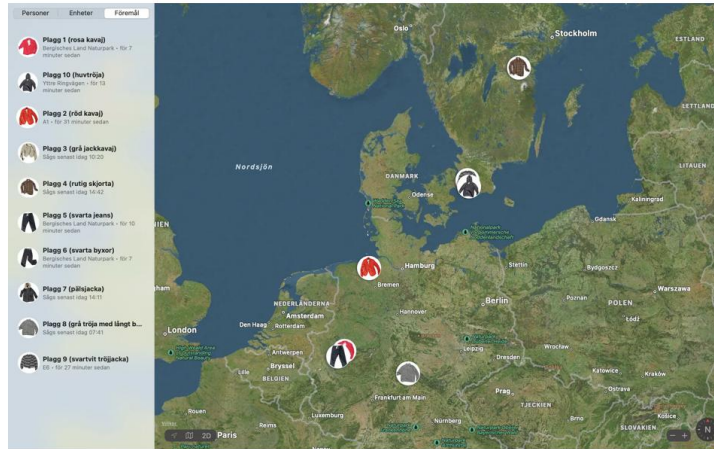 Personer
Enheter
Föremål
Plagg 1 (rosa kavaj)
Bergisches Land Naturpark • för 7
minuter sedan
Plagg 10 (huvtröja)
Yttre Ringvägen • för 13
minuter sedan
Plagg 2 (röd kavaj)
A1 • för 31 minuter sedan
Plagg 3 (grå jackkavaj)
Sågs senast idag 10:20
Plagg 4 (rutig skjorta)
Sågs senast idag 14:42
Plagg 5 (svarta jeans)
Bergisches Land Naturpark • för 10
minuter sedan
Plagg 6 (svarta byxor)
Bergisches Land Naturpark • för 7
minuter sedan
Plagg 7 (pälsjacka)
Sågs senast idag 14:11
Plagg 8 (grå tröja med långt b...
Sågs senast idag 07:41
Plagg 9 (svartvit tröjjacka)
E6 • för 27 minuter sedan
Oslo
Stockholm
ESTLAND
LETTLAND
Nordsjön
DANMARK
Odense
LITAUEN
Kaliningrad
Gdansk
IEN
Hamburg
Stettin
Bydgoszcz
Bremen
Warszawa
Berlin
Poznań
POLEN
ham
NEDERLÄNDERNA
Amsterdam
Hannover
Łódź
London
Den Haag
Rotterdam
Antwerpen
Leipzig
Wrocław
Dresden
Lille
Bryssel
BELGIEN
Katowice
Kraków
Frankfurt am Main
Prag
Ostrava
TJECKIEN
Rouen
Luxemburg
Brno
Košice
Reims
Nürnberg
SLOVAKIEN
2D
Paris
N